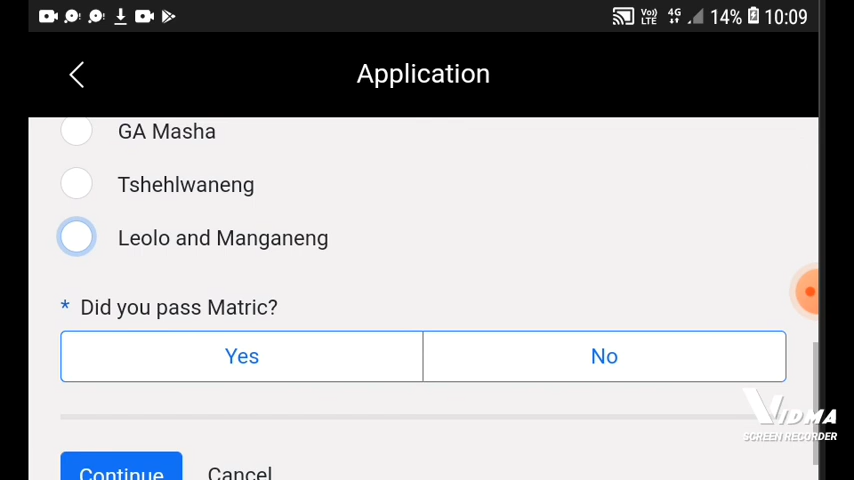 Vo)) LTE 4G 14% 10:09
Application
GA Masha
Tshehlwaneng
Leolo and Manganeng
* Did you pass Matric?
Yes No
VIDMA
SCREEN RECORDER
Continue Cancel